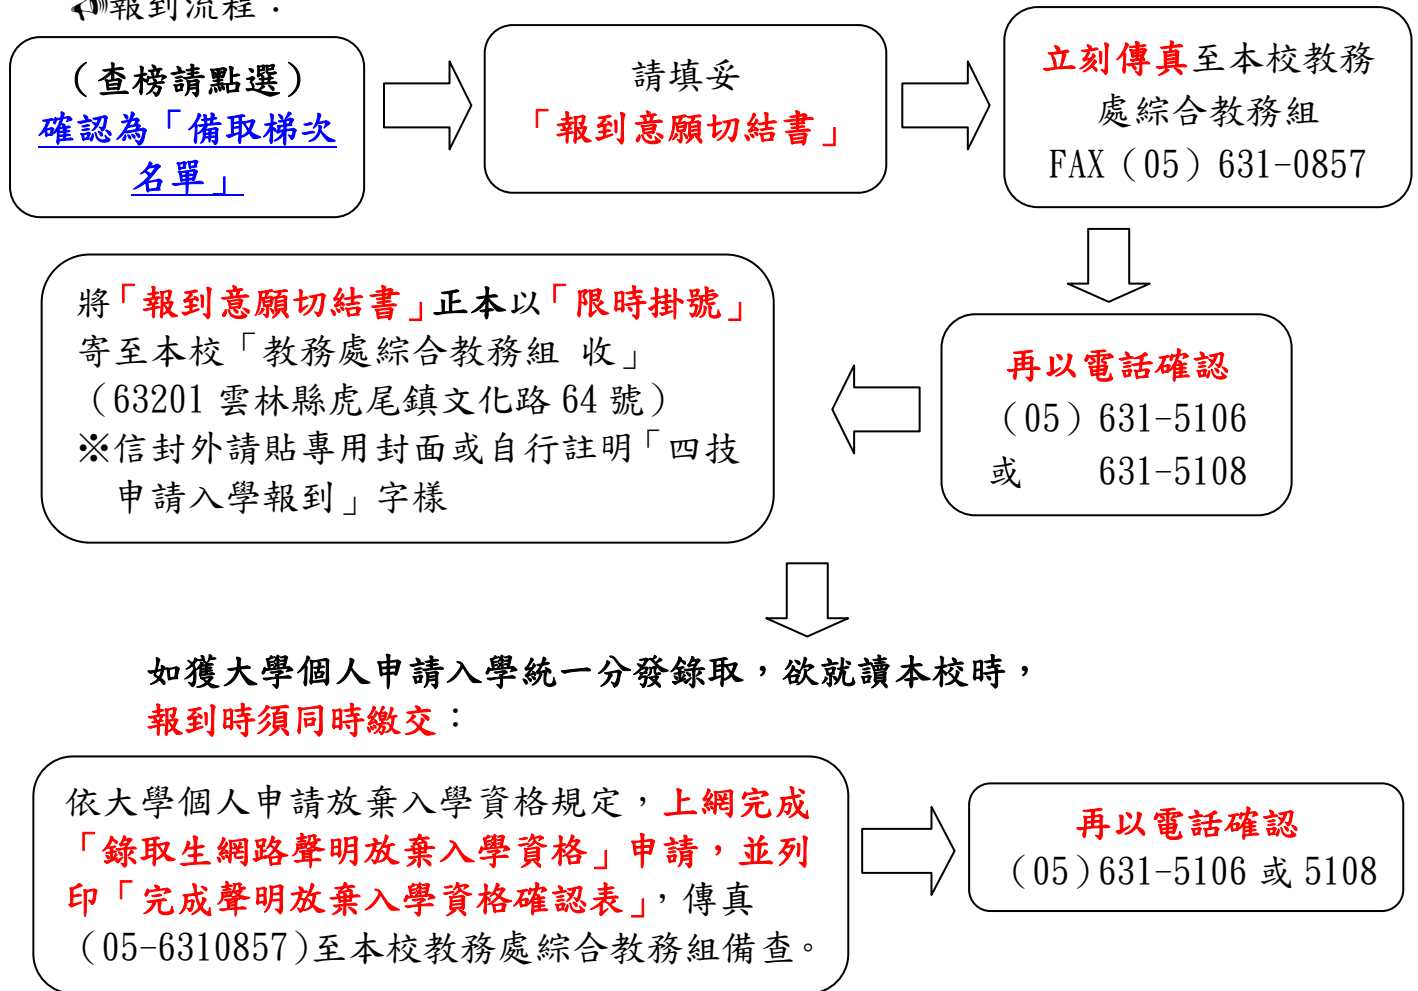 報到流程：
（查榜請點選）
確認為「備取梯次
名單」
請填妥
「報到意願切結書」
立刻傳真至本校教務
處綜合教務組
FAX（05）631-0857
再以電話確認
（05）631-5106
或 631-5108
將「報到意願切結書」正本以「限時掛號」
寄至本校「教務處綜合教務組 收」
（63201 雲林縣虎尾鎮文化路 64 號）
※信封外請貼專用封面或自行註明「四技
申請入學報到」字樣
如獲大學個人申請入學統一分發錄取，欲就讀本校時，
報到時須同時繳交：
依大學個人申請放棄入學資格規定，上網完成
「錄取生網路聲明放棄入學資格」申請，並列
印「完成聲明放棄入學資格確認表」，傳真
（05-6310857)至本校教務處綜合教務組備查。
再以電話確認
（05)631-5106 或 5108